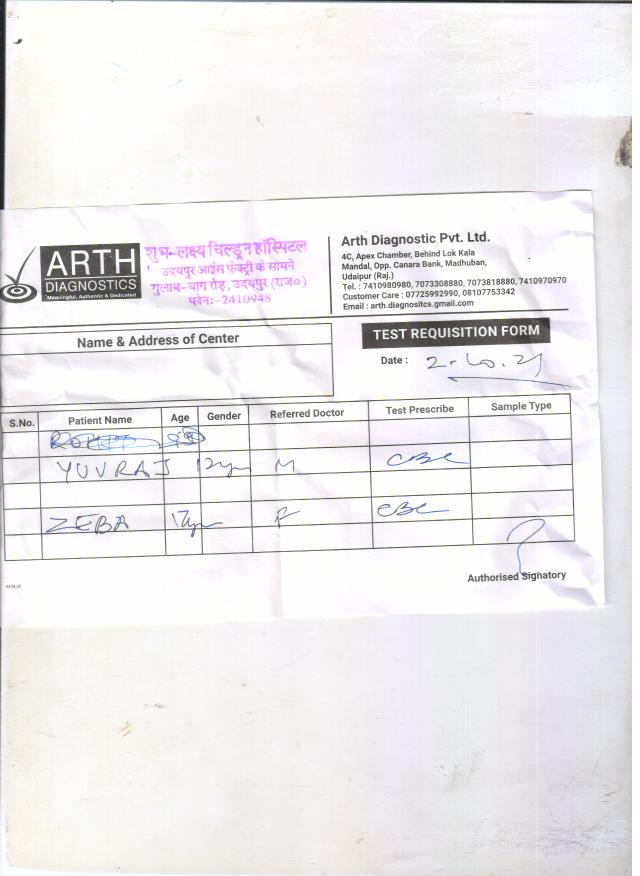 ARTH
DIAGNOSTICS
Meaningful, Authentic & Dedicated
शुभ-लक्ष्य चिल्ड्रन हॉस्पिटल
उदयपुर आईस फेक्ट्री के सामने
गुलाब-बाग रोड़, उदयपुर (राज०)
फोन:-2410948
Arth Diagnostic Pvt. Ltd.
4C, Apex Chamber, Behind Lok Kala
Mandal, Opp. Canara Bank, Madhuban,
Udaipur (Raj.)
Tel. : 7410980980, 7073308880, 7073818880, 7410970970
Customer Care : 07725992990, 08107753342
Email : arth.diagnositcs.gmail.com
Name & Address of Center
TEST REQUISITION FORM
Date : 2-10.21
S.No. Patient Name Age Gender Referred Doctor Test Prescribe Sample Type
YUVRAJ 12yr M CBC
ZEBA 17yr F CBC
Authorised Signatory